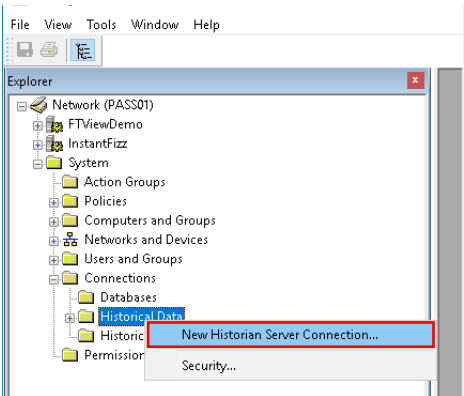 File View Tools Window Help
Explorer
Network (PASS01)
FTViewDemo
InstantFizz
System
Action Groups
Policies
Computers and Groups
Networks and Devices
Users and Groups
Connections
Databases
Historical Data
New Historian Server Connection...
Historic
Permission
Security...